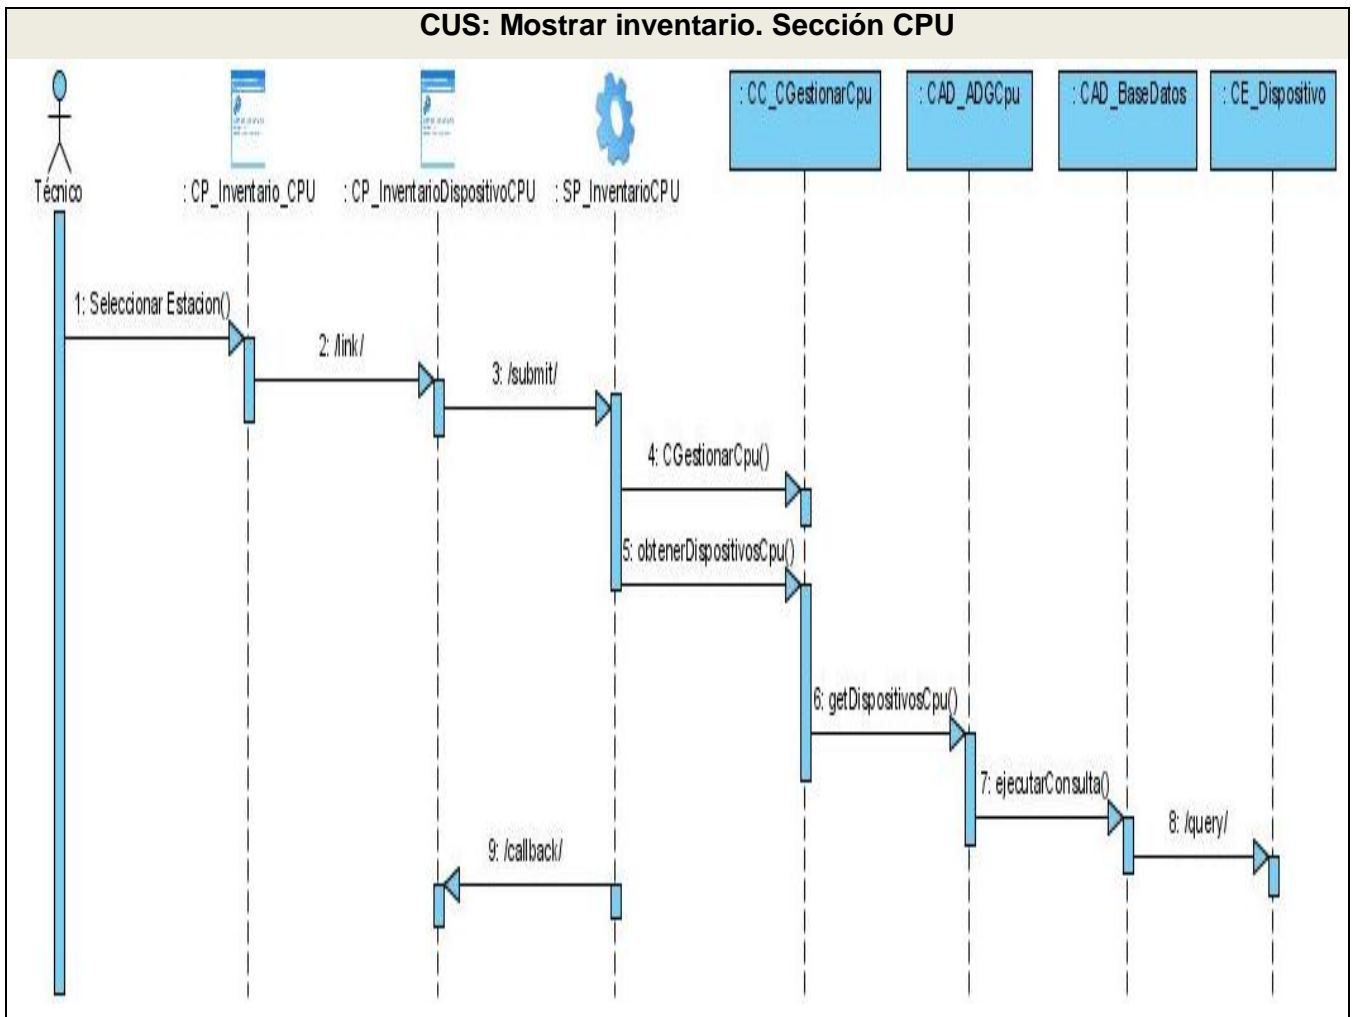 CUS: Mostrar inventario. Sección CPU
: CC_CGestionarCpu
: CAD_ADGCpu
: CAD_BaseDatos
: CE_Dispositivo
Técnico
: CP_Inventario_CPU
: CP_InventarioDispositivoCPU
: SP_InventarioCPU
1: Seleccionar Estacion()
2: /link/
3: /submit/
4: CGestionarCpu()
5: obtenerDispositivosCpu()
6: getDispositivosCpu()
7: ejecutarConsulta()
8: /query/
9: /callback/